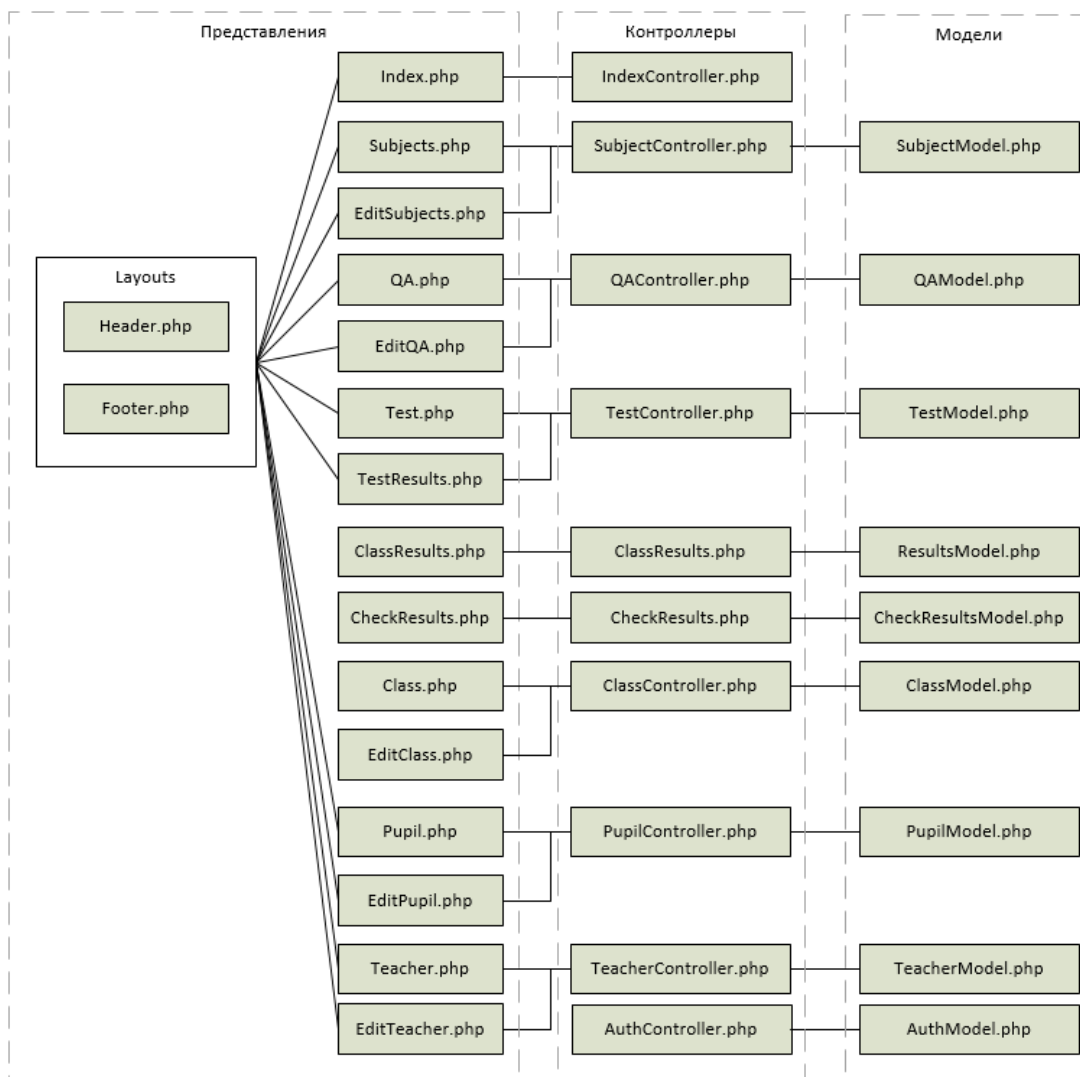 Представления
Контроллеры
Модели
Index.php
IndexController.php
Subjects.php
SubjectController.php
SubjectModel.php
EditSubjects.php
Layouts
QA.php
QAController.php
QAModel.php
Header.php
EditQA.php
Footer.php
Test.php
TestController.php
TestModel.php
TestResults.php
ClassResults.php
ClassResults.php
ResultsModel.php
CheckResults.php
CheckResults.php
CheckResultsModel.php
Class.php
ClassController.php
ClassModel.php
EditClass.php
Pupil.php
PupilController.php
PupilModel.php
EditPupil.php
Teacher.php
TeacherController.php
TeacherModel.php
EditTeacher.php
AuthController.php
AuthModel.php